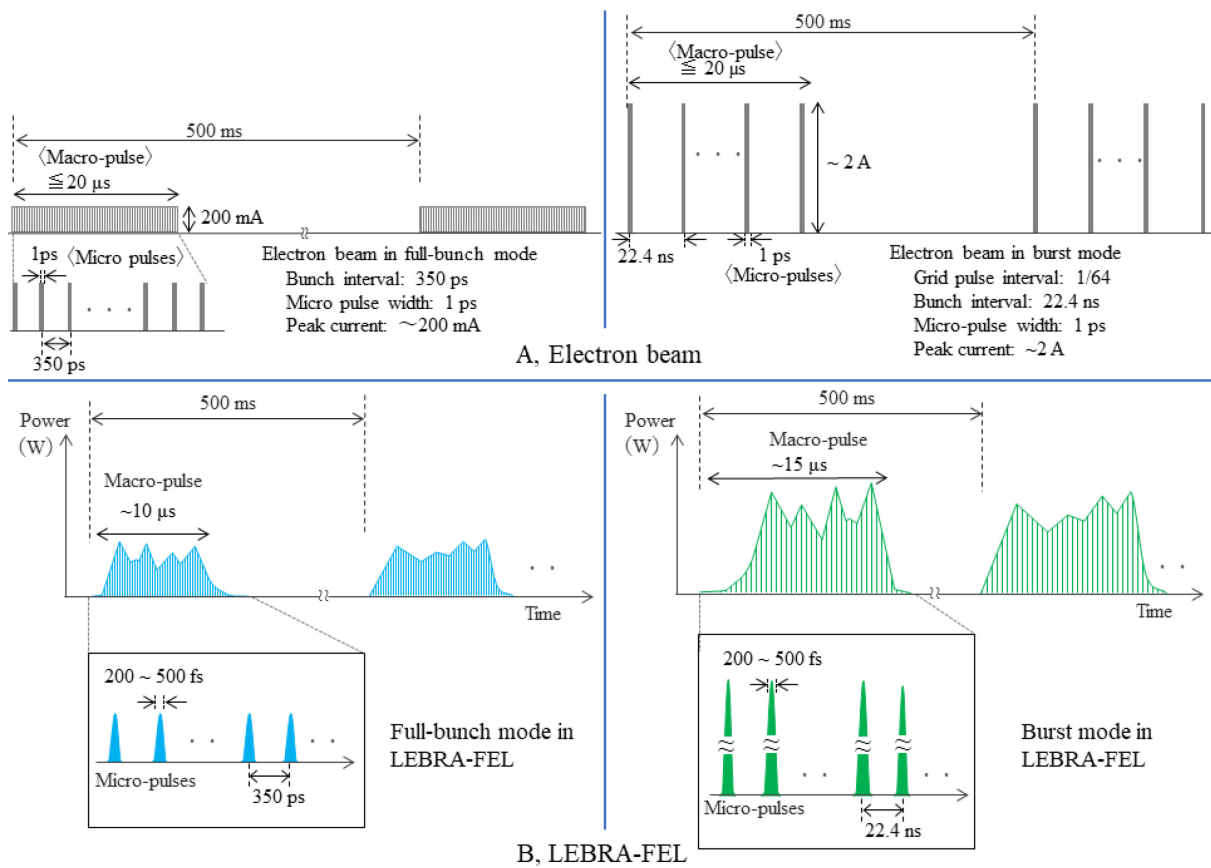 500 ms
〈Macro-pulse〉
≦ 20 µs
200 mA
1ps
〈Micro pulses〉
· · ·
350 ps
Electron beam in full-bunch mode
Bunch interval: 350 ps
Micro pulse width: 1 ps
Peak current: ～200 mA
500 ms
〈Macro-pulse〉
≦ 20 µs
· · ·
~ 2 A
· · ·
22.4 ns
1 ps
〈Micro-pulses〉
Electron beam in burst mode
Grid pulse interval: 1/64
Bunch interval: 22.4 ns
Micro-pulse width: 1 ps
Peak current: ~2 A
A, Electron beam
Power
(W)
500 ms
Macro-pulse
~10 µs
· ·
Time
200 ~ 500 fs
· ·
· ·
Micro-pulses
350 ps
Full-bunch mode in
LEBRA-FEL
Power
(W)
500 ms
Macro-pulse
~15 µs
· ·
Time
200 ~ 500 fs
· ·
· ·
Micro-pulses
22.4 ns
Burst mode in
LEBRA-FEL
B, LEBRA-FEL